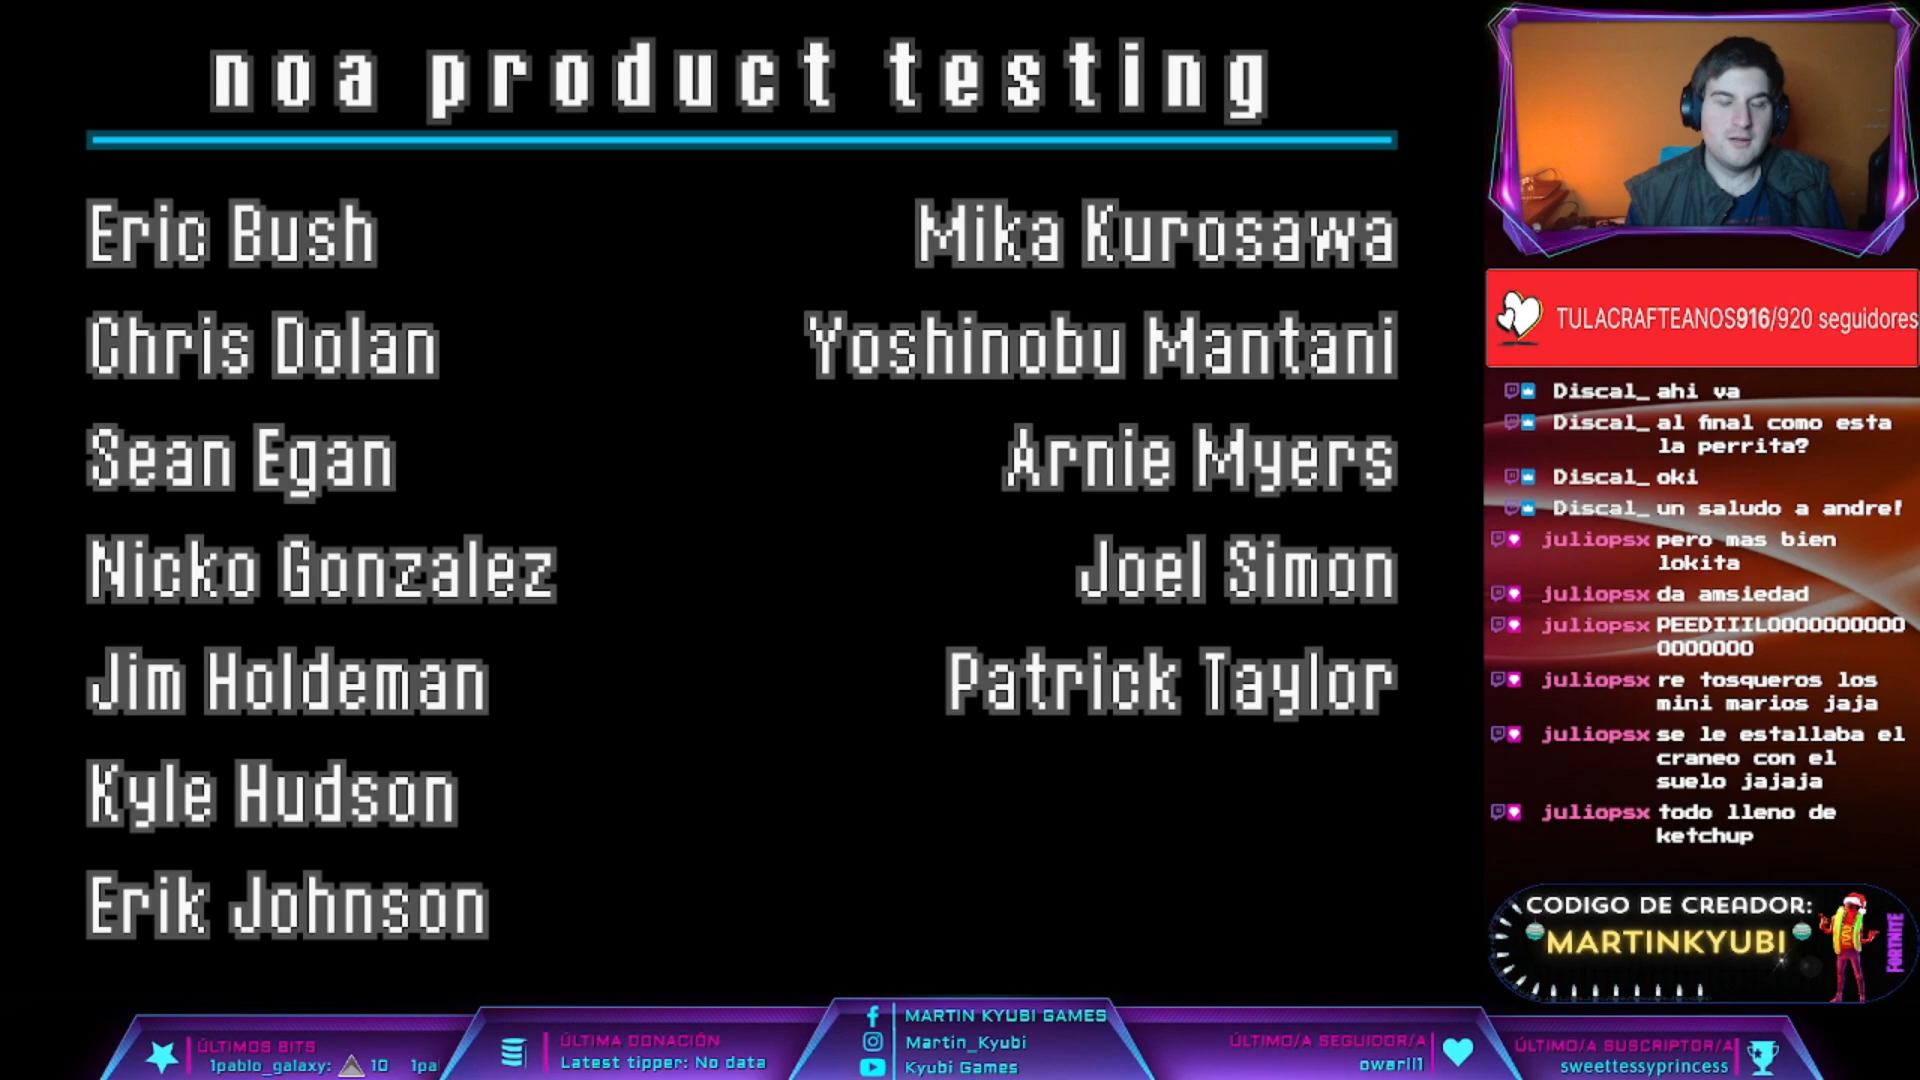 noa product testing
Eric Bush
Mika Kurosawa
Chris Dolan
Yoshinobu Mantani
Sean Egan
Arnie Myers
Nicko Gonzalez
Joel Simon
Jim Holdeman
Patrick Taylor
Kyle Hudson
Erik Johnson
TULACRAFTEANOS916/920 seguidores
Discal_ ahi va
Discal_ al final como esta
la perrita?
Discal_ oki
Discal_ un saludo a andre!
juliopsx pero mas bien
lokita
juliopsx da amsiedad
juliopsx PEEDIIILOOOOOOOOOO
OOOOOOO
juliopsx re tosqueros los
mini marios jaja
juliopsx se le estallaba el
craneo con el
suelo jajaja
juliopsx todo lleno de
ketchup
CODIGO DE CREADOR:
MARTINKYUBI
FORTNITE
ÚLTIMOS BITS
1pablo_galaxy: 10 1pa
ÚLTIMA DONACIÓN
Latest tipper: No data
MARTIN KYUBI GAMES
Martin_Kyubi
Kyubi Games
ÚLTIMO/A SEGUIDOR/A
ÚLTIMO/A SUSCRIPTOR/A
sweettessyprincess